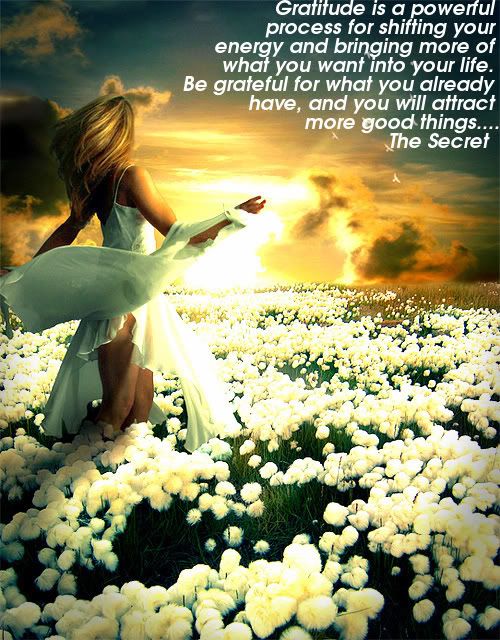 Gratitude is a powerful
process for shifting your
energy and bringing more of
what you want into your life.
Be grateful for what you already
have, and you will attract
more good things....
The Secret